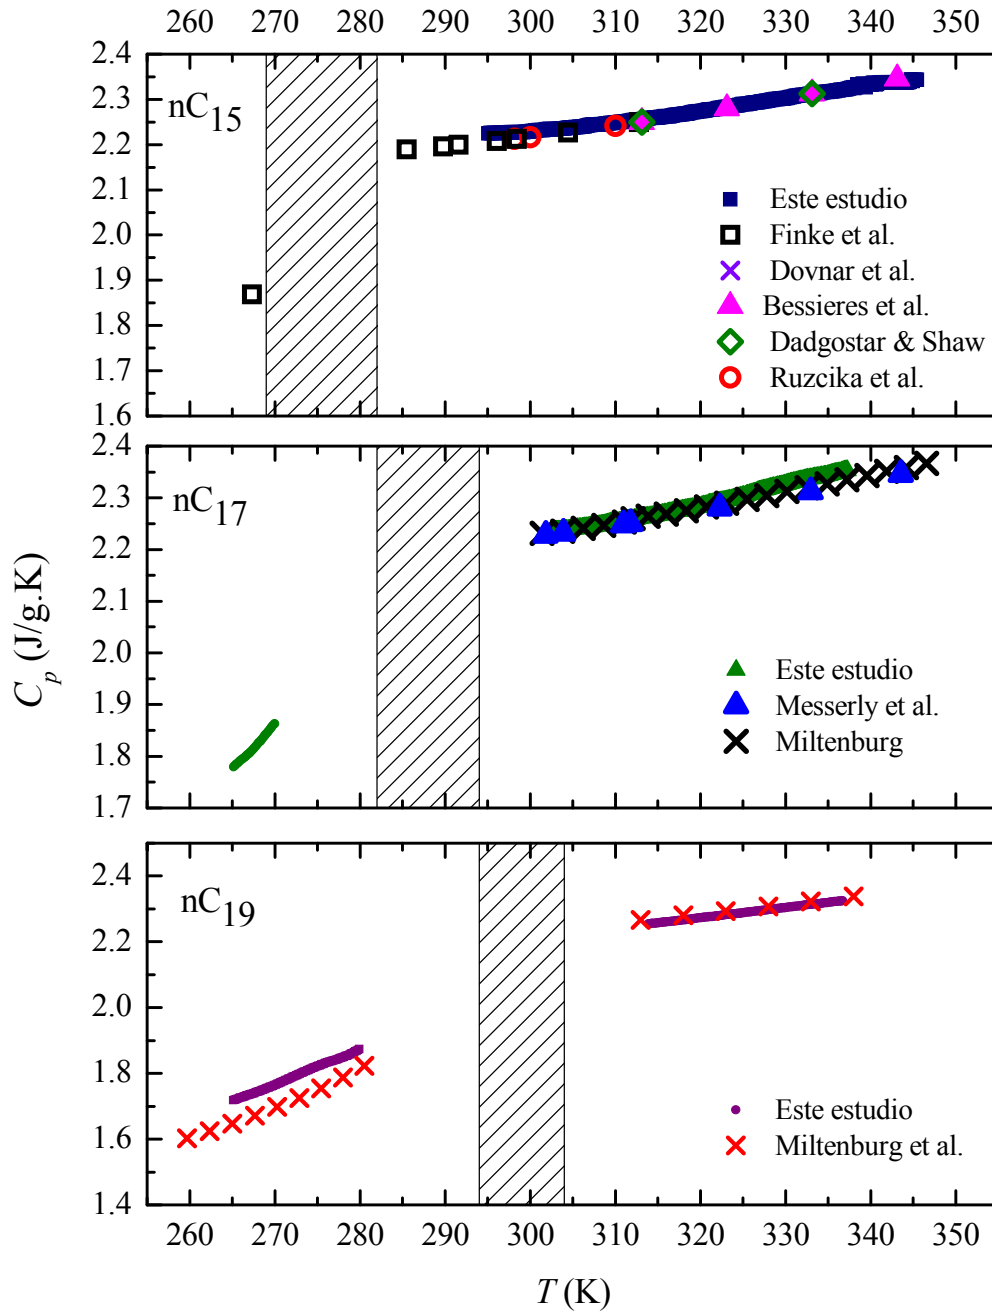 260 270 280 290 300 310 320 330 340 350
2.4
2.3
2.2
2.1
2.0
1.9
1.8
1.7
1.6
nC15
Este estudio
Finke et al.
Dovnar et al.
Bessieres et al.
Dadgostar & Shaw
Ruzcika et al.
2.4
2.3
2.2
2.1
2.0
1.9
1.8
1.7
nC17
Este estudio
Messerly et al.
Miltenburg
Cp (J/g.K)
2.4
2.2
2.0
1.8
1.6
1.4
nC19
Este estudio
Miltenburg et al.
260 270 280 290 300 310 320 330 340 350
T (K)